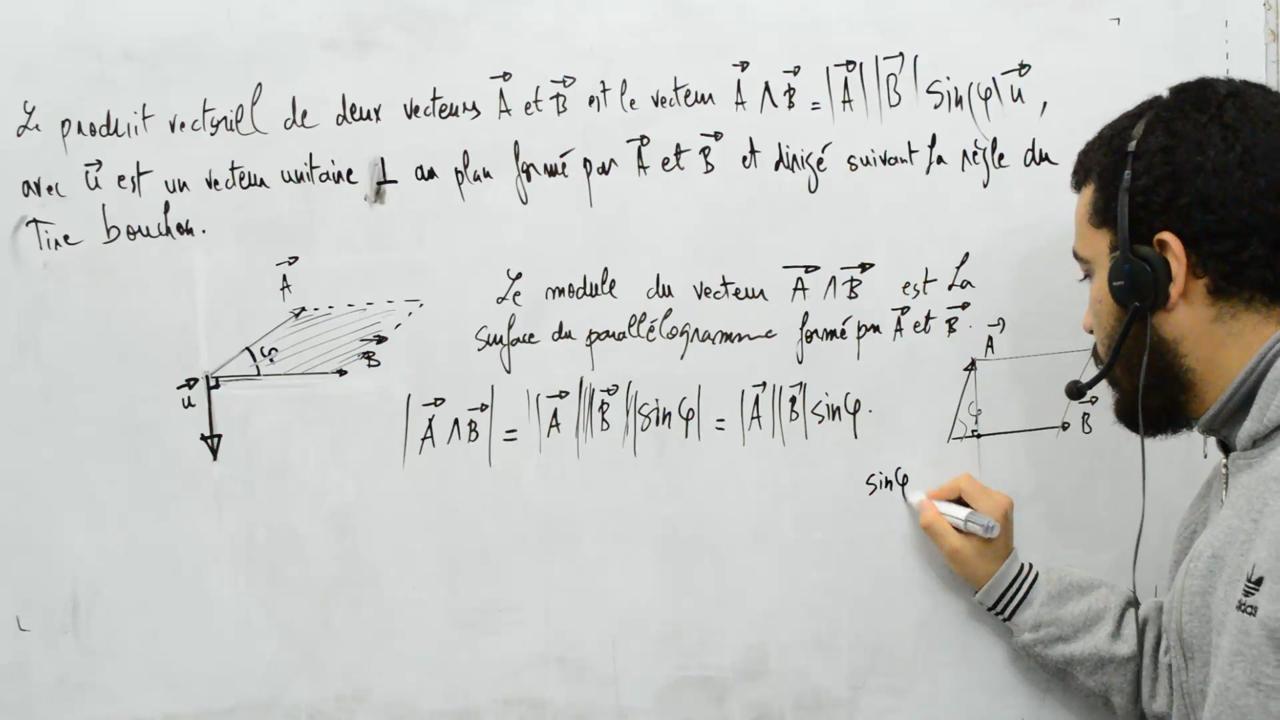 Le produit vectoriel de deux vecteurs A⃗ et B⃗ est le vecteur A⃗ ∧ B⃗ = |A⃗||B⃗| sin(φ) u⃗,
avec u⃗ est un vecteur unitaire ⊥ au plan formé par A⃗ et B⃗ et dirigé suivant la règle du
Tire bouchon.
A⃗
φ
B⃗
u⃗
Le module du vecteur A⃗ ∧ B⃗ est la
surface du parallélogramme formé par A⃗ et B⃗.
|A⃗ ∧ B⃗| = ||A⃗|||B⃗||sin φ| = |A⃗||B⃗| sin φ.
A⃗
φ
B⃗
sin φ
adidas